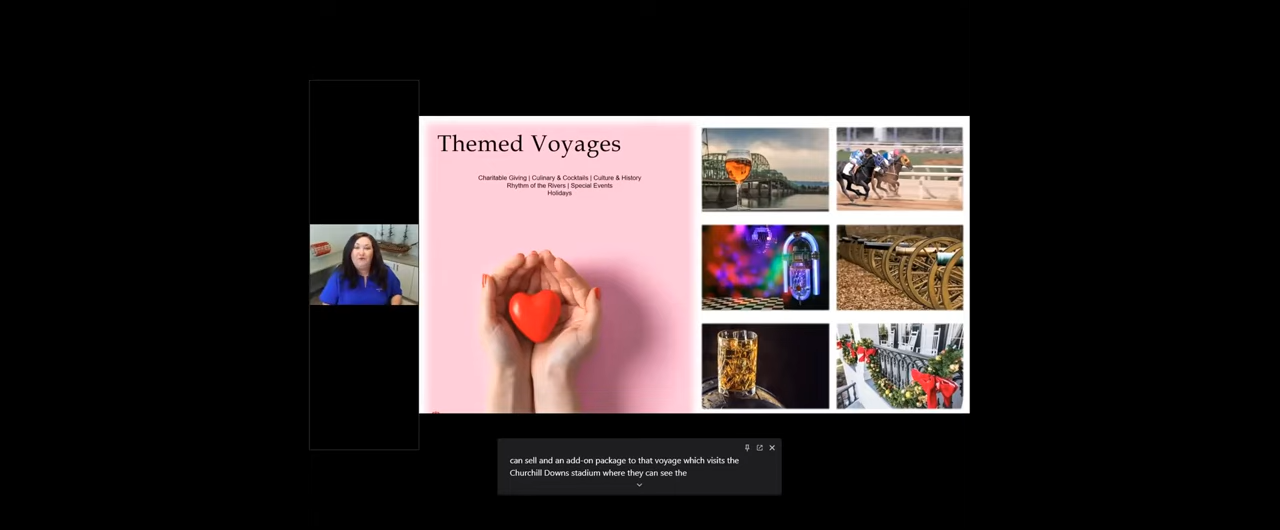 Themed Voyages
Charitable Giving | Culinary & Cocktails | Culture & History
Rhythm of the Rivers | Special Events
Holidays
can sell and an add-on package to that voyage which visits the
Churchill Downs stadium where they can see the